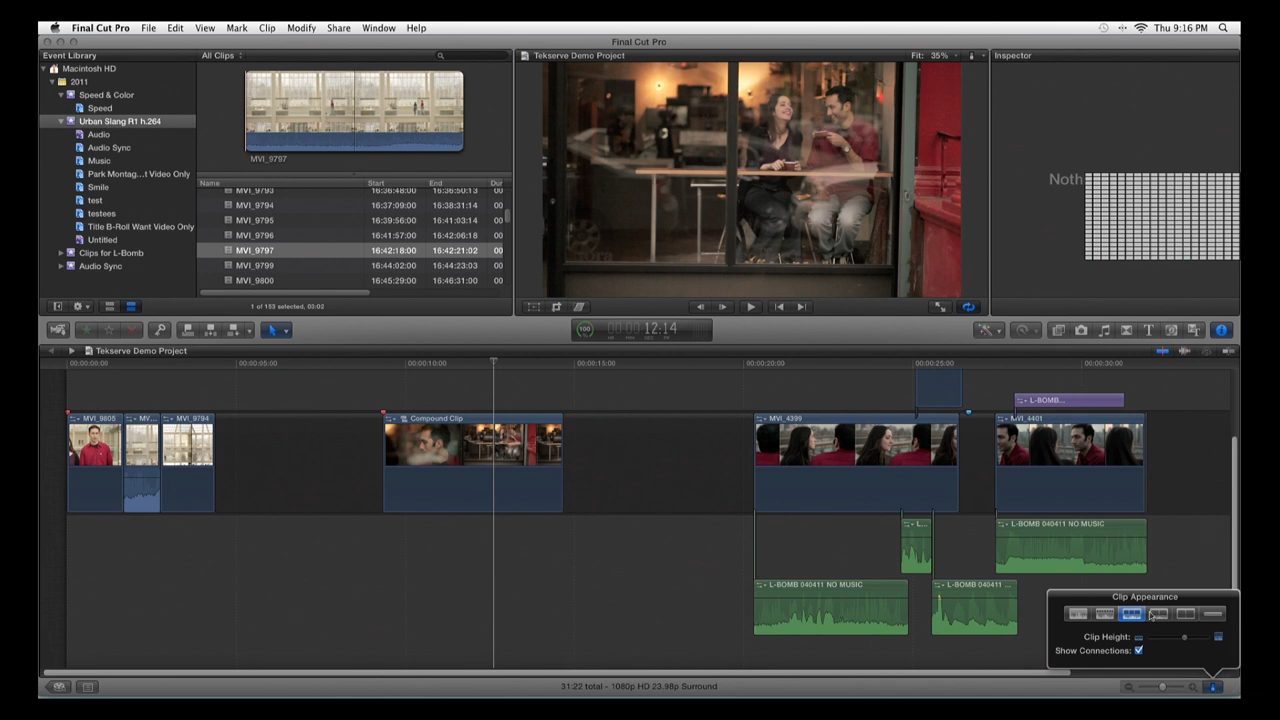 Final Cut Pro File Edit View Mark Clip Modify Share Window Help Thu 9:16 PM
Final Cut Pro
Event Library All Clips Tekserve Demo Project Fit: 35% Inspector
Macintosh HD
2011
Speed & Color
Speed
Urban Slang R1 h.264
Audio
Audio Sync
Music
Park Montag...t Video Only
Smile
test
testees
Title B-Roll Want Video Only
Untitled
Clips for L-Bomb
Audio Sync
MVI_9797
Name Start End Dur
MVI_9793 16:36:48:00 16:36:50:13 00
MVI_9794 16:37:09:00 16:38:31:14 00
MVI_9795 16:39:56:00 16:41:03:14 00
MVI_9796 16:41:57:00 16:42:06:18 00
MVI_9797 16:42:18:00 16:42:21:02 00
MVI_9799 16:44:02:00 16:44:23:03 00
MVI_9800 16:45:29:00 16:46:31:00 00
1 of 153 selected, 03:02
Noth
100 00:00:12:14
HR MIN SEC FR
Tekserve Demo Project
00:00:00:00 00:00:05:00 00:00:10:00 00:00:15:00 00:00:20:00 00:00:25:00 00:00:30:00
L-BOMB...
MVI_9805 MV... MVI_9794 Compound Clip MVI_4399 MVI_4401
L... L-BOMB 040411 NO MUSIC
L-BOMB 040411 NO MUSIC L-BOMB 040411 ...
Clip Appearance
Clip Height:
Show Connections:
31:22 total - 1080p HD 23.98p Surround